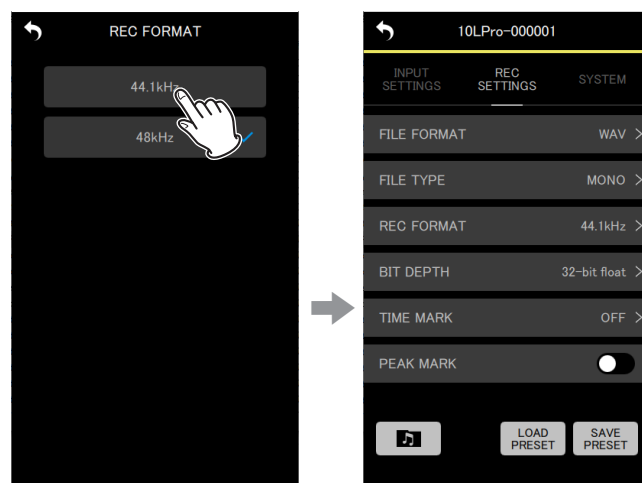 REC FORMAT
44.1kHz
48kHz
10LPro-000001
INPUT
SETTINGS
REC
SETTINGS
SYSTEM
FILE FORMAT
WAV
FILE TYPE
MONO
REC FORMAT
44.1kHz
BIT DEPTH
32-bit float
TIME MARK
OFF
PEAK MARK
LOAD
PRESET
SAVE
PRESET